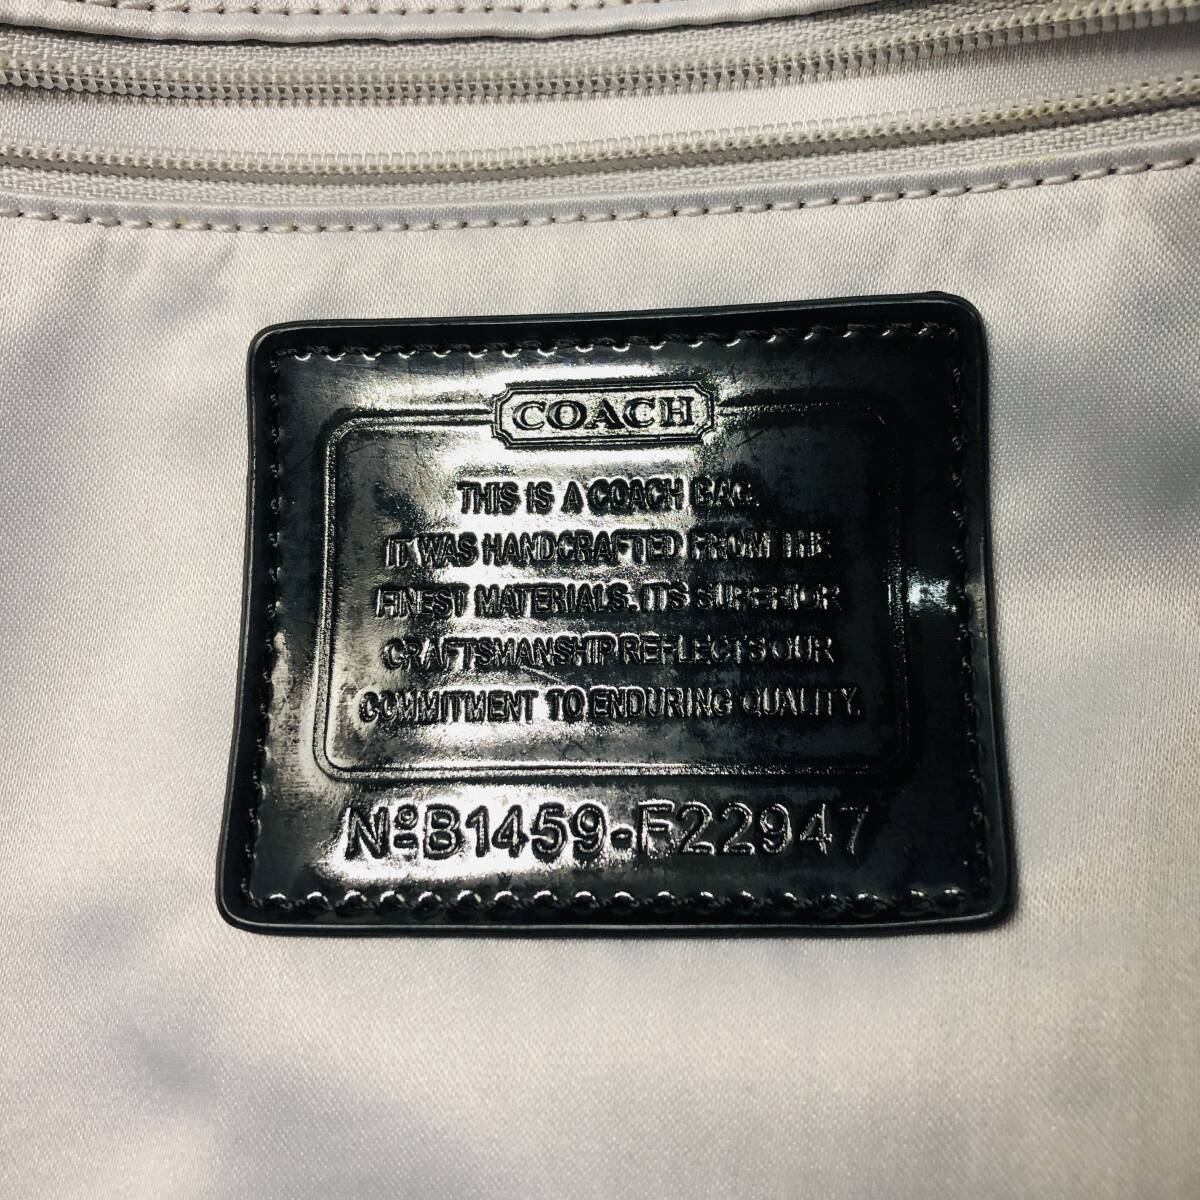 COACH
THIS IS A COACH BAG.
IT WAS HANDCRAFTED FROM THE
FINEST MATERIALS. ITS SUPERIOR
CRAFTSMANSHIP REFLECTS OUR
COMMITMENT TO ENDURING QUALITY.
NoB1459-F22947